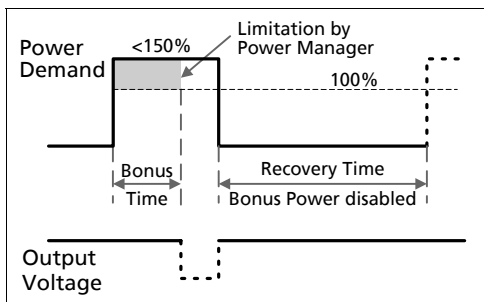 Power
Demand
<150%
Limitation by
Power Manager
100%
Bonus
Time
Recovery Time
Bonus Power disabled
Output
Voltage